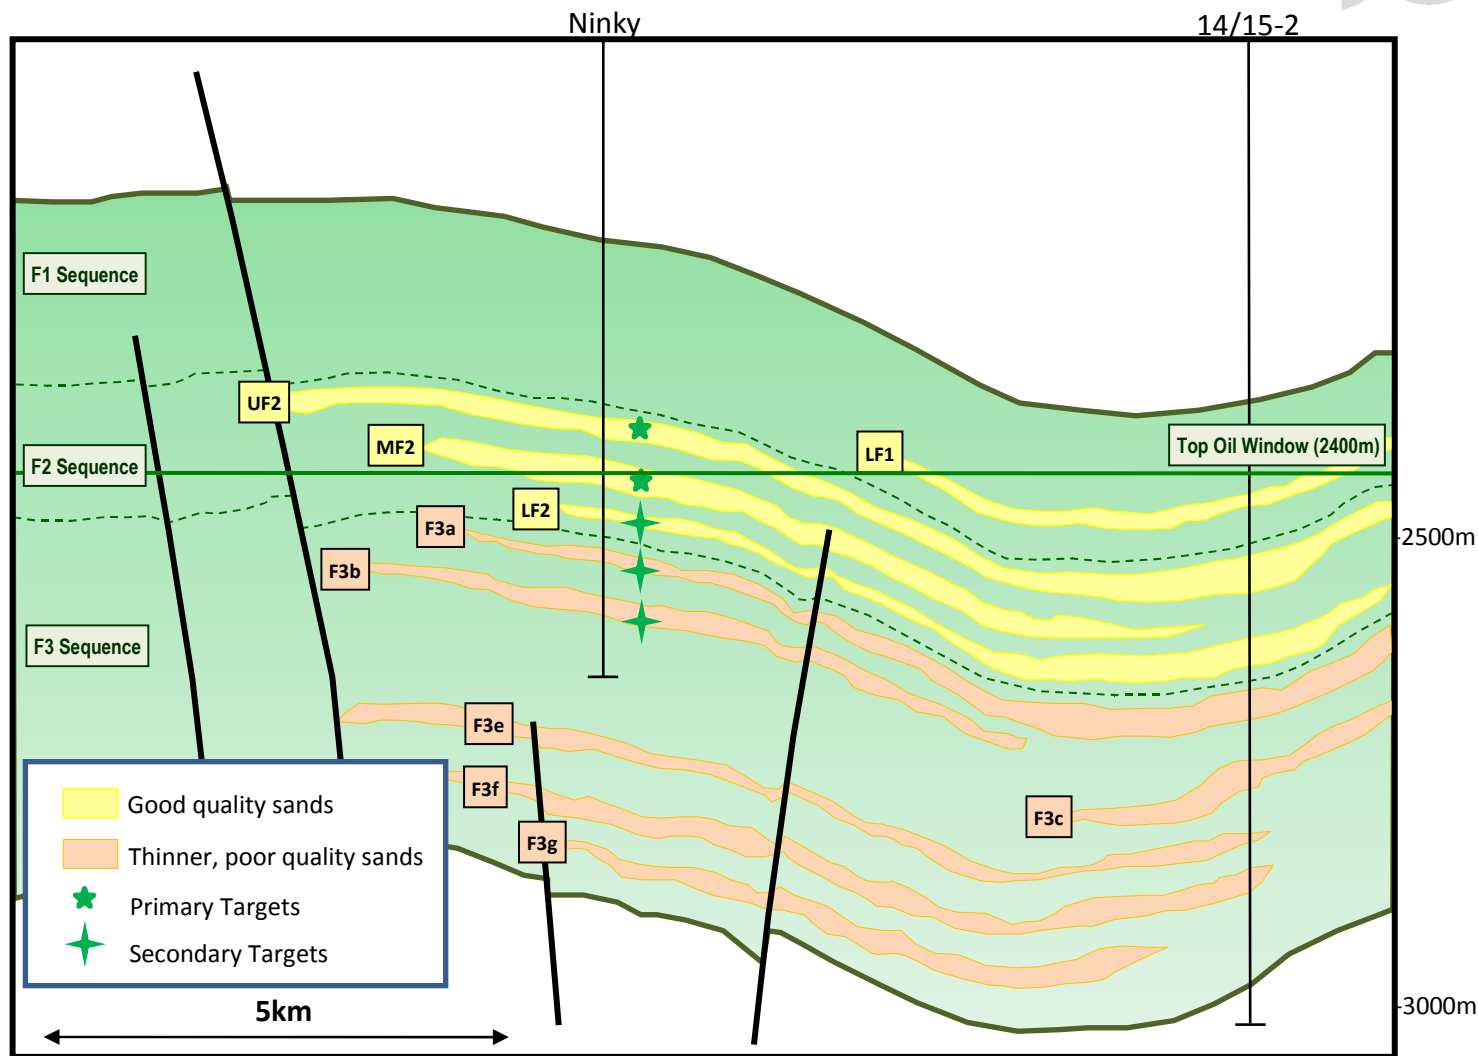 Ninky
14/15-2
F1 Sequence
UF2
MF2
LF1
Top Oil Window (2400m)
F2 Sequence
LF2
F3a
2500m
F3b
F3 Sequence
F3e
F3f
F3c
F3g
Good quality sands
Thinner, poor quality sands
Primary Targets
Secondary Targets
5km
3000m